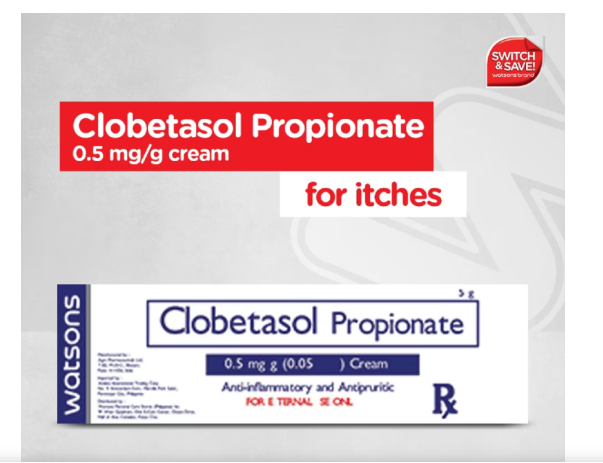 SWITCH
& SAVE!
watsons brand
Clobetasol Propionate
0.5 mg/g cream
for itches
watsons
5 g
Clobetasol Propionate
0.5 mg g (0.05 ) Cream
Anti-inflammatory and Antipruritic
FOR E TERNAL SE ONL
Rx